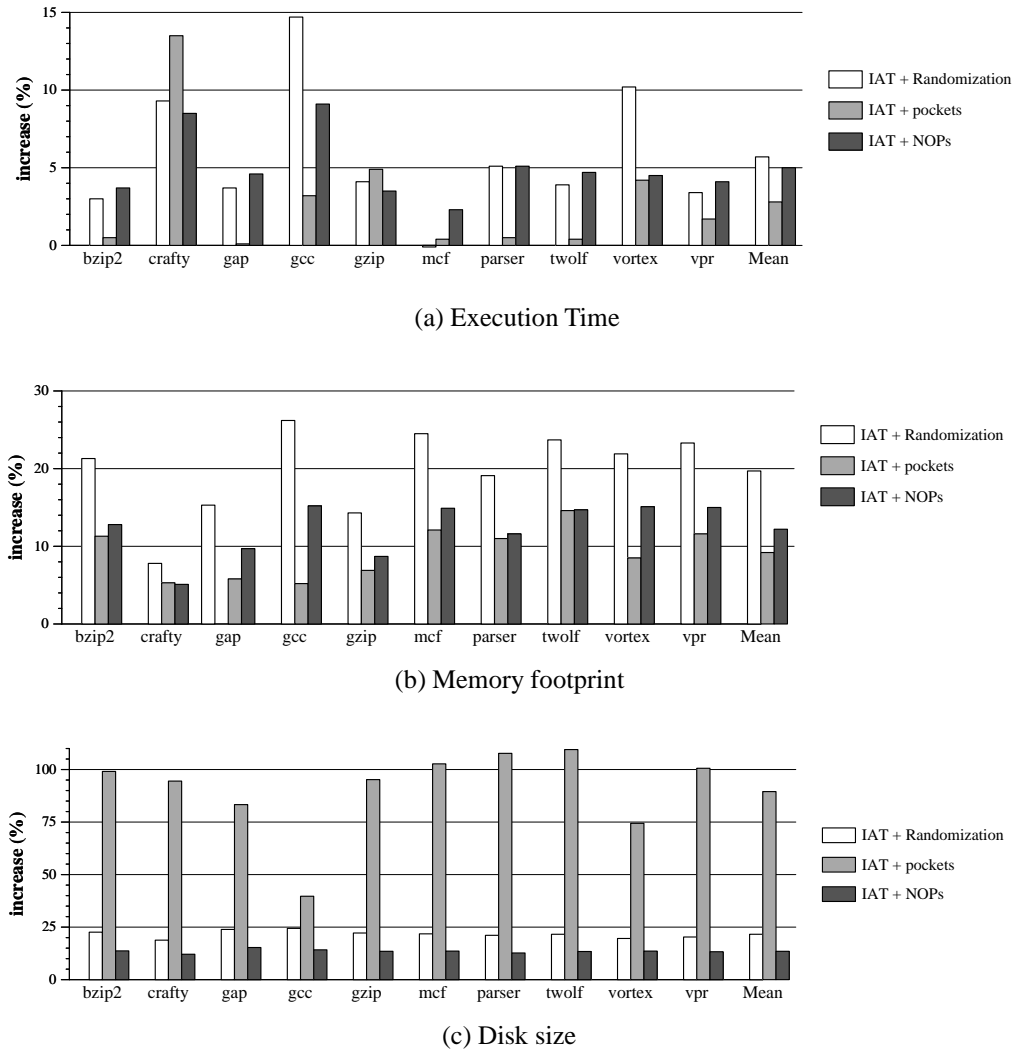 15
10
5
0
increase (%)
bzip2 crafty gap gcc gzip mcf parser twolf vortex vpr Mean
IAT + Randomization
IAT + pockets
IAT + NOPs
(a) Execution Time
30
20
10
0
increase (%)
bzip2 crafty gap gcc gzip mcf parser twolf vortex vpr Mean
IAT + Randomization
IAT + pockets
IAT + NOPs
(b) Memory footprint
100
75
50
25
0
increase (%)
bzip2 crafty gap gcc gzip mcf parser twolf vortex vpr Mean
IAT + Randomization
IAT + pockets
IAT + NOPs
(c) Disk size